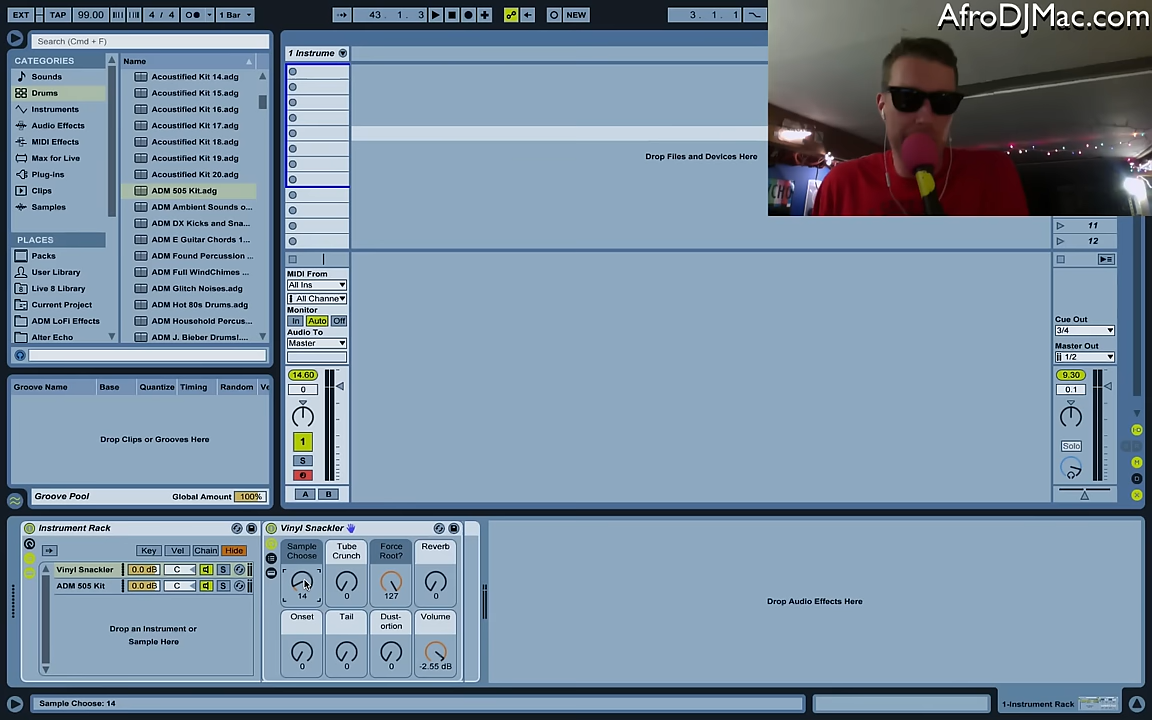 AfroDJMac.com
EXT TAP 99.00 4 / 4 1 Bar
43. 1. 3
NEW
3. 1. 1
Search (Cmd + F)
CATEGORIES
Sounds
Drums
Instruments
Audio Effects
MIDI Effects
Max for Live
Plug-ins
Clips
Samples
PLACES
Packs
User Library
Live 8 Library
Current Project
ADM LoFi Effects
Alter Echo
Name
Acoustified Kit 14.adg
Acoustified Kit 15.adg
Acoustified Kit 16.adg
Acoustified Kit 17.adg
Acoustified Kit 18.adg
Acoustified Kit 19.adg
Acoustified Kit 20.adg
ADM 505 Kit.adg
ADM Ambient Sounds o...
ADM DX Kicks and Sna...
ADM E Guitar Chords 1...
ADM Found Percussion ...
ADM Full WindChimes ...
ADM Glitch Noises.adg
ADM Hot 80s Drums.adg
ADM Household Percus...
ADM J. Bieber Drums!....
Groove Name Base Quantize Timing Random Ve
Drop Clips or Grooves Here
Groove Pool Global Amount 100%
1 Instrume
Drop Files and Devices Here
11
12
MIDI From
All Ins
All Channe
Monitor
In Auto Off
Audio To
Master
14.60
0
1
S
A B
Cue Out
3/4
Master Out
1/2
9.30
0.1
Solo
Instrument Rack
Key Vel Chain Hide
Vinyl Snackler 0.0 dB C S
ADM 505 Kit 0.0 dB C S
Drop an Instrument or
Sample Here
Vinyl Snackler
Sample
Choose
14
Tube
Crunch
0
Force
Root?
127
Reverb
0
Onset
0
Tail
0
Dust-
ortion
0
Volume
-2.55 dB
Drop Audio Effects Here
Sample Choose: 14
1-Instrument Rack